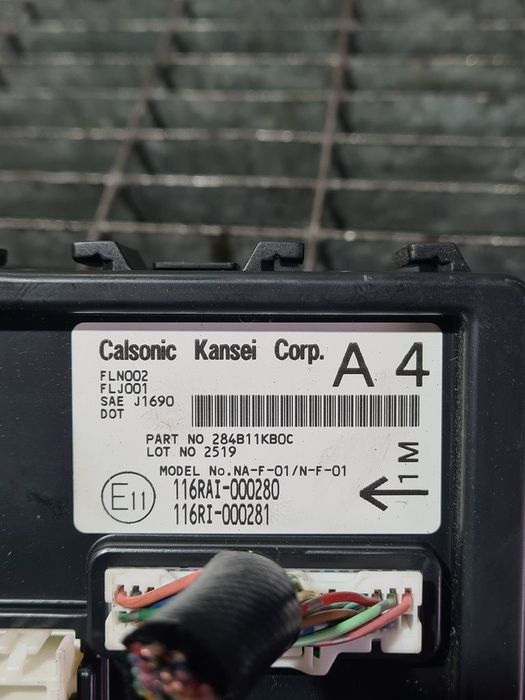 Calsonic Kansei Corp. A4
FLN002
FLJ001
SAE J1690
DOT
PART NO 284B11KB0C
LOT NO 2519
MODEL No.NA-F-01/N-F-01
E11
116RAI-000280
116RI-000281
1M